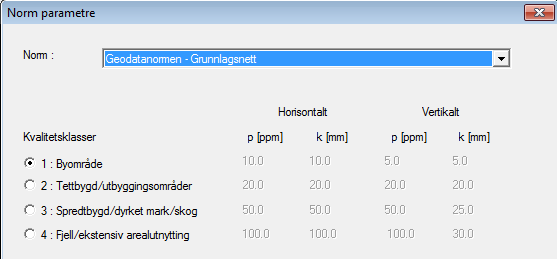 Norm parametre
Norm :
Geodatanormen - Grunnlagsnett
Horisontalt Vertikalt
Kvalitetsklasser p [ppm] k [mm] p [ppm] k [mm]
1 : Byområde 10.0 10.0 5.0 5.0
2 : Tettbygd/utbyggingsområder 20.0 20.0 20.0 20.0
3 : Spredtbygd/dyrket mark/skog 50.0 50.0 50.0 25.0
4 : Fjell/ekstensiv arealutnytting 100.0 100.0 100.0 30.0